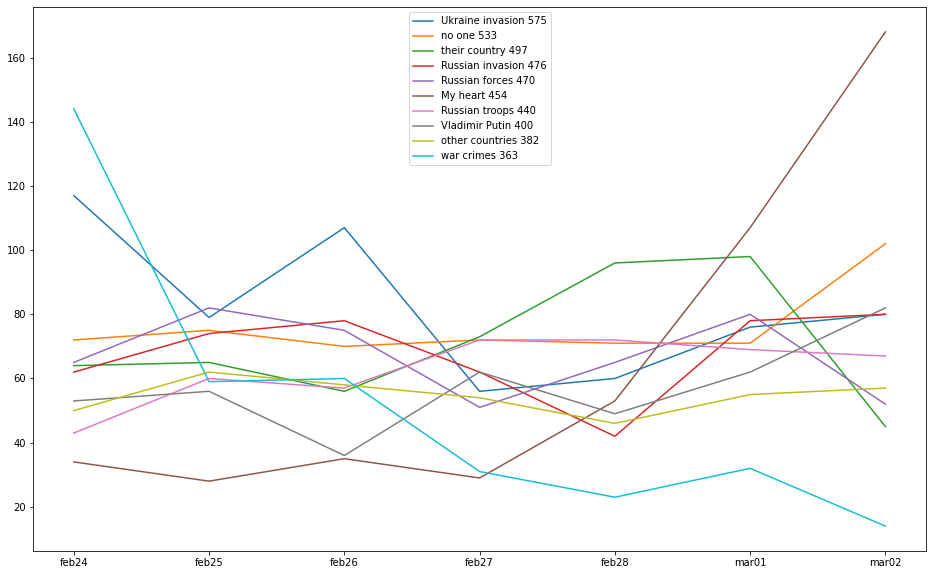 Ukraine invasion 575
no one 533
their country 497
Russian invasion 476
Russian forces 470
My heart 454
Russian troops 440
Vladimir Putin 400
other countries 382
war crimes 363
160
140
120
100
80
60
40
20
feb24 feb25 feb26 feb27 feb28 mar01 mar02